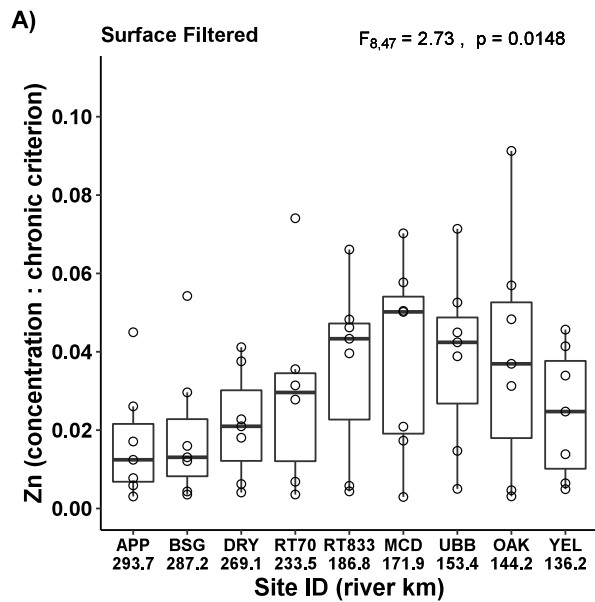 A)
Surface Filtered
F8,47 = 2.73 , p = 0.0148
Zn (concentration : chronic criterion)
0.10
0.08
0.06
0.04
0.02
0.00
APP BSG DRY RT70 RT833 MCD UBB OAK YEL
293.7 287.2 269.1 233.5 186.8 171.9 153.4 144.2 136.2
Site ID (river km)